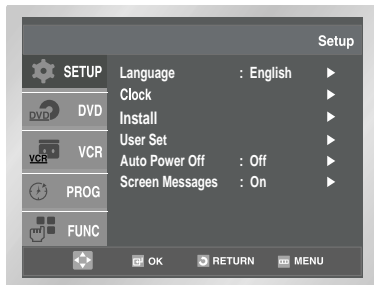 Setup
SETUP
DVD DVD
VCR VCR
PROG
FUNC
Language : English ►
Clock ►
Install ►
User Set ►
Auto Power Off : Off ►
Screen Messages : On ►
OK RETURN MENU